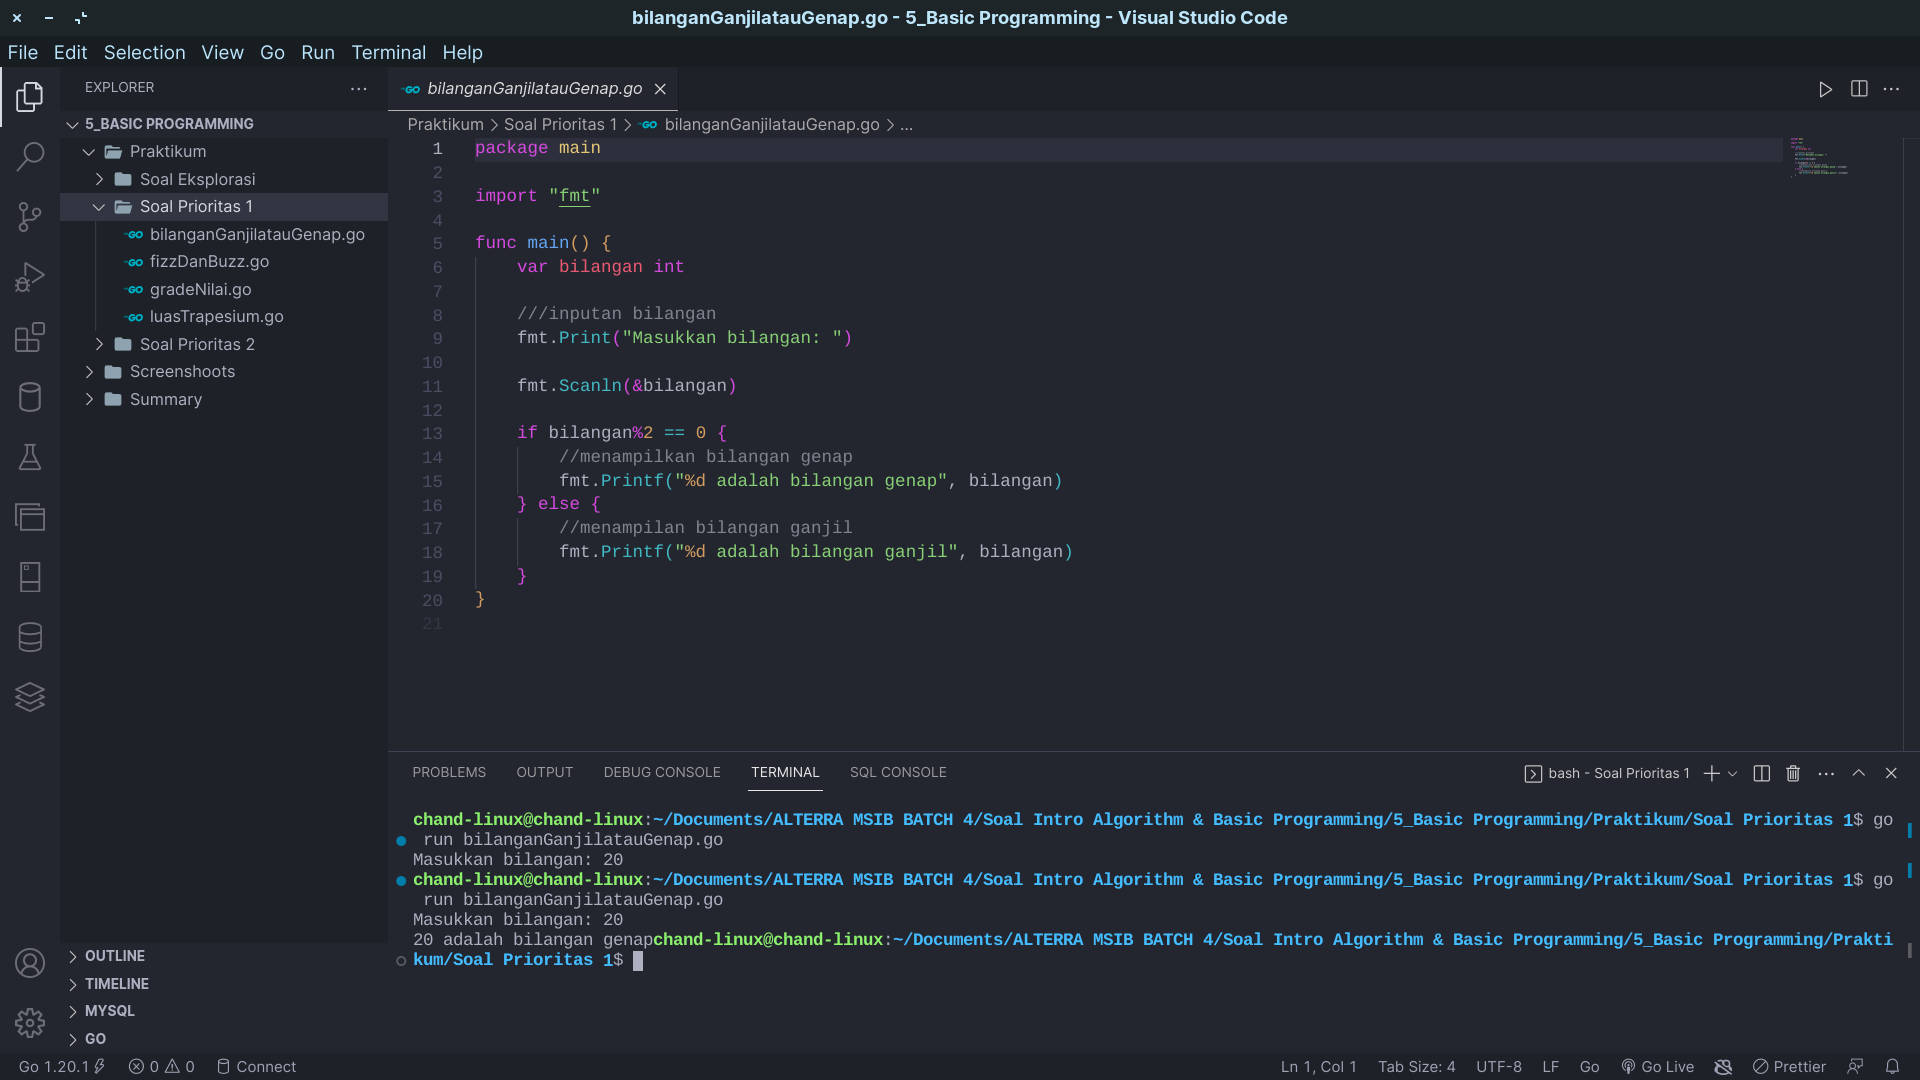 bilanganGanjilatauGenap.go - 5_Basic Programming - Visual Studio Code
File Edit Selection View Go Run Terminal Help
EXPLORER
5_BASIC PROGRAMMING
Praktikum
Soal Eksplorasi
Soal Prioritas 1
GO bilanganGanjilatauGenap.go
GO fizzDanBuzz.go
GO gradeNilai.go
GO luasTrapesium.go
Soal Prioritas 2
Screenshoots
Summary
OUTLINE
TIMELINE
MYSQL
GO
GO bilanganGanjilatauGenap.go
Praktikum > Soal Prioritas 1 > GO bilanganGanjilatauGenap.go > ...
1 package main
2
3 import "fmt"
4
5 func main() {
6 var bilangan int
7
8 ///inputan bilangan
9 fmt.Print("Masukkan bilangan: ")
10
11 fmt.Scanln(&bilangan)
12
13 if bilangan%2 == 0 {
14 //menampilkan bilangan genap
15 fmt.Printf("%d adalah bilangan genap", bilangan)
16 } else {
17 //menampilan bilangan ganjil
18 fmt.Printf("%d adalah bilangan ganjil", bilangan)
19 }
20 }
21
PROBLEMS OUTPUT DEBUG CONSOLE TERMINAL SQL CONSOLE
bash - Soal Prioritas 1
chand-linux@chand-linux:~/Documents/ALTERRA MSIB BATCH 4/Soal Intro Algorithm & Basic Programming/5_Basic Programming/Praktikum/Soal Prioritas 1$ go
run bilanganGanjilatauGenap.go
Masukkan bilangan: 20
chand-linux@chand-linux:~/Documents/ALTERRA MSIB BATCH 4/Soal Intro Algorithm & Basic Programming/5_Basic Programming/Praktikum/Soal Prioritas 1$ go
run bilanganGanjilatauGenap.go
Masukkan bilangan: 20
20 adalah bilangan genapchand-linux@chand-linux:~/Documents/ALTERRA MSIB BATCH 4/Soal Intro Algorithm & Basic Programming/5_Basic Programming/Prakti
kum/Soal Prioritas 1$
Go 1.20.1 0 0 Connect Ln 1, Col 1 Tab Size: 4 UTF-8 LF Go Go Live Prettier